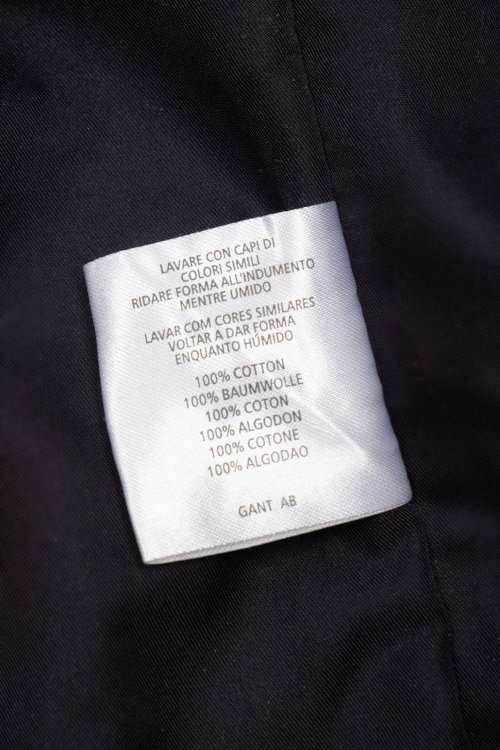 LAVARE CON CAPI DI
COLORI SIMILI
RIDARE FORMA ALL'INDUMENTO
MENTRE UMIDO
LAVAR COM CORES SIMILARES
VOLTAR A DAR FORMA
ENQUANTO HÚMIDO
100% COTTON
100% BAUMWOLLE
100% COTON
100% ALGODON
100% COTONE
100% ALGODAO
GANT AB